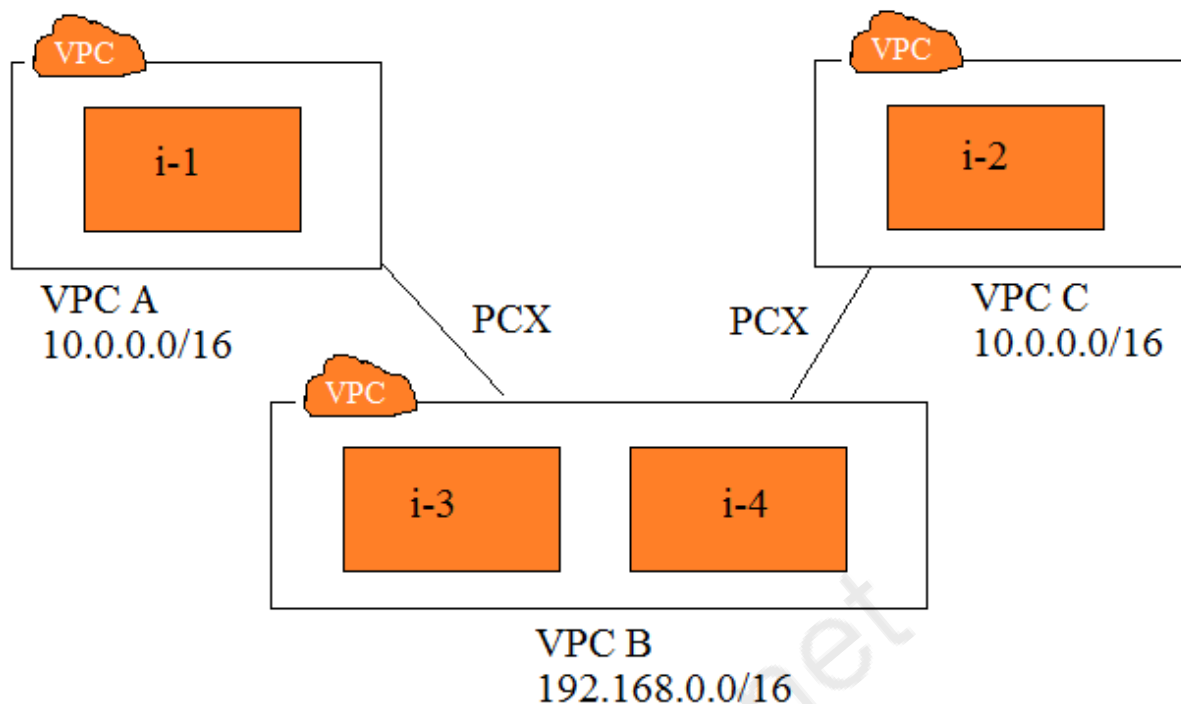 VPC
i-1
VPC A
10.0.0.0/16
PCX
VPC
i-2
VPC C
10.0.0.0/16
PCX
VPC
i-3
i-4
VPC B
192.168.0.0/16
net